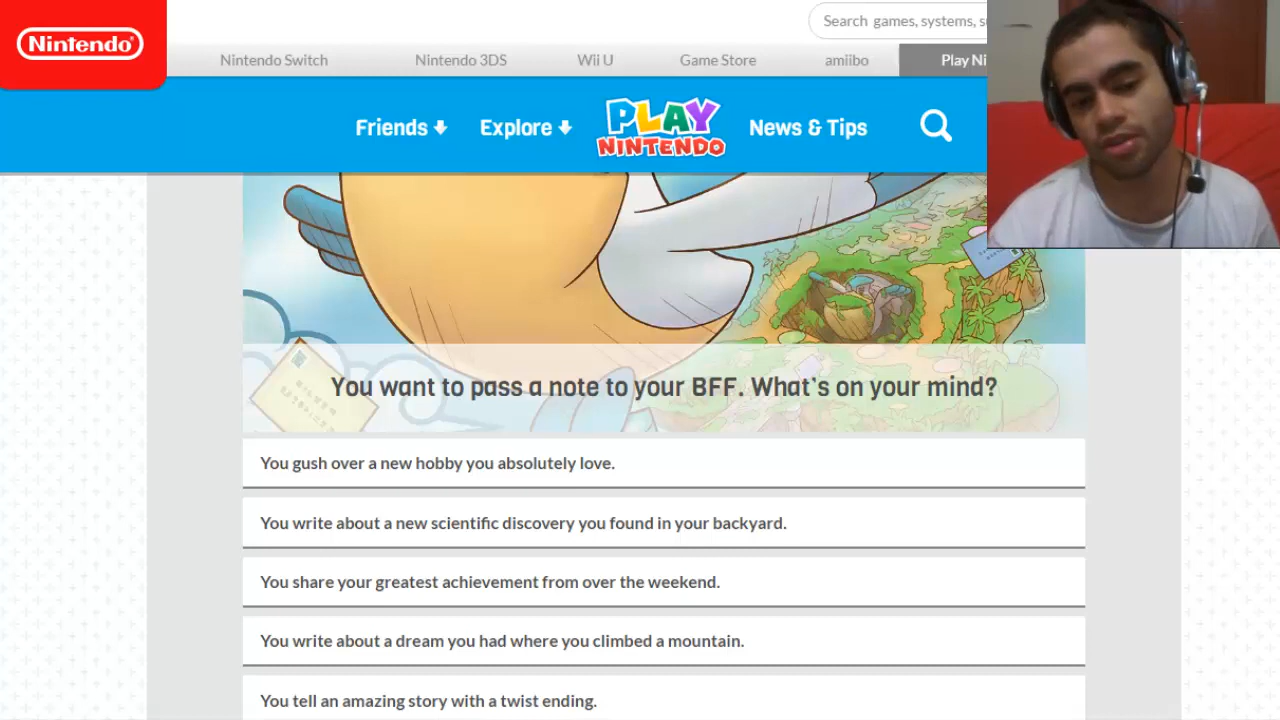 Nintendo
Search games, systems, su
Nintendo Switch
Nintendo 3DS
Wii U
Game Store
amiibo
Play Ni
Friends
Explore
PLAY
NINTENDO
News & Tips
You want to pass a note to your BFF. What's on your mind?
You gush over a new hobby you absolutely love.
You write about a new scientific discovery you found in your backyard.
You share your greatest achievement from over the weekend.
You write about a dream you had where you climbed a mountain.
You tell an amazing story with a twist ending.